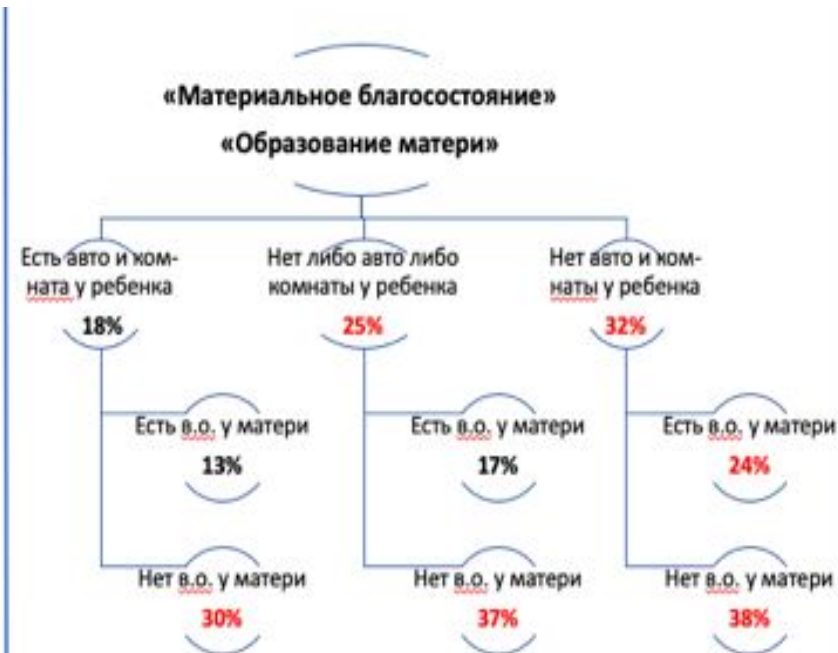 «Материальное благосостояние»
«Образование матери»
Есть авто и ком-
ната у ребенка
18%
Нет либо авто либо
комнаты у ребенка
25%
Нет авто и ком-
наты у ребенка
32%
Есть в.о. у матери
13%
Есть в.о. у матери
17%
Есть в.о. у матери
24%
Нет в.о. у матери
30%
Нет в.о. у матери
37%
Нет в.о. у матери
38%